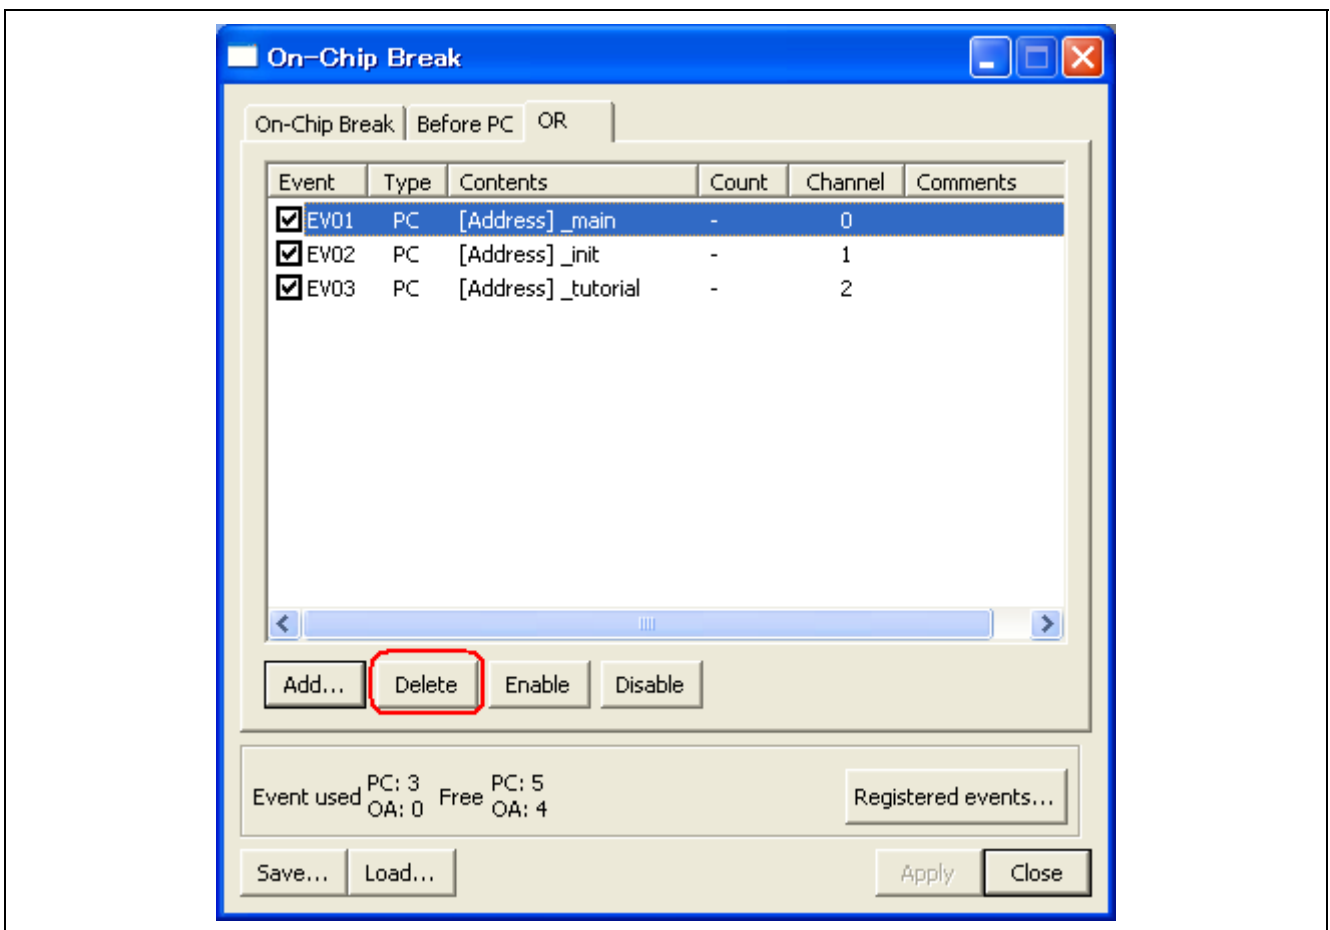 On-Chip Break
On-Chip Break Before PC OR
Event Type Contents Count Channel Comments
EV01 PC [Address] _main - 0
EV02 PC [Address] _init - 1
EV03 PC [Address] _tutorial - 2
Add... Delete Enable Disable
Event used PC: 3 Free PC: 5
OA: 0 OA: 4
Registered events...
Save... Load... Apply Close